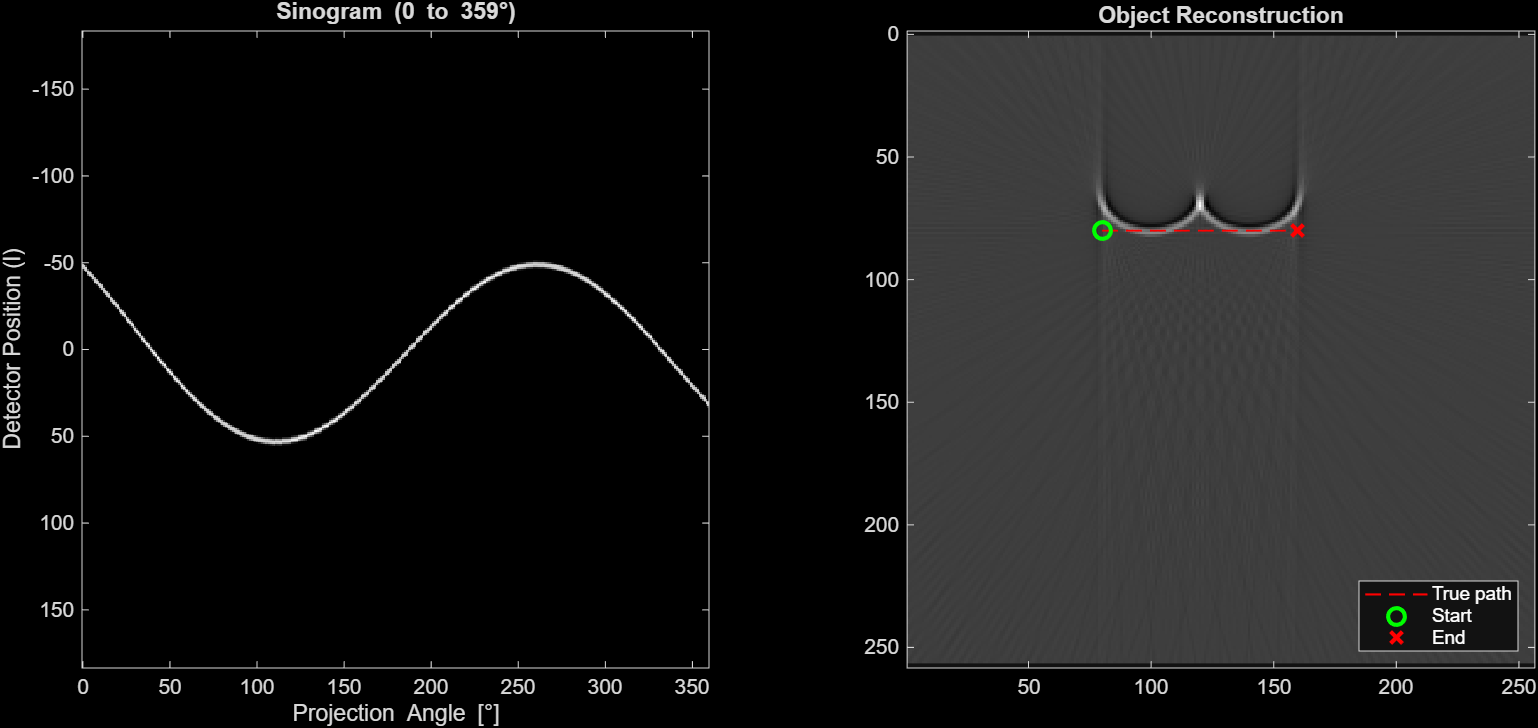 Sinogram (0 to 359°)
-150
-100
-50
0
50
100
150
0 50 100 150 200 250 300 350
Projection Angle [°]
Detector Position (l)
Object Reconstruction
0
50
100
150
200
250
50 100 150 200 250
True path
Start
End